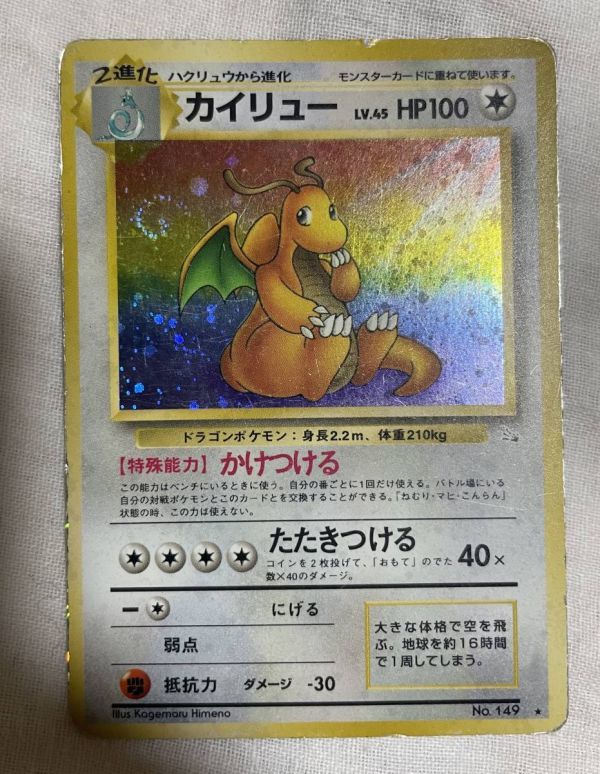 2進化 ハクリュウから進化 モンスターカードに重ねて使います。
カイリュー LV.45 HP100
ドラゴンポケモン：身長2.2m、体重210kg
【特殊能力】かけつける
この能力はベンチにいるときに使う。自分の番ごとに1回だけ使える。バトル場にいる
自分の対戦ポケモンとこのカードとを交換することができる。「ねむり・マヒ・こんらん」
状態の時、この力は使えない。
たたきつける
コインを2枚投げて、「おもて」のでた
数×40のダメージ。
40×
ー にげる
弱点
抵抗力 ダメージ -30
大きな体格で空を飛
ぶ。地球を約16時間
で1周してしまう。
Illus Kagemaru Himeno
No. 149 ★